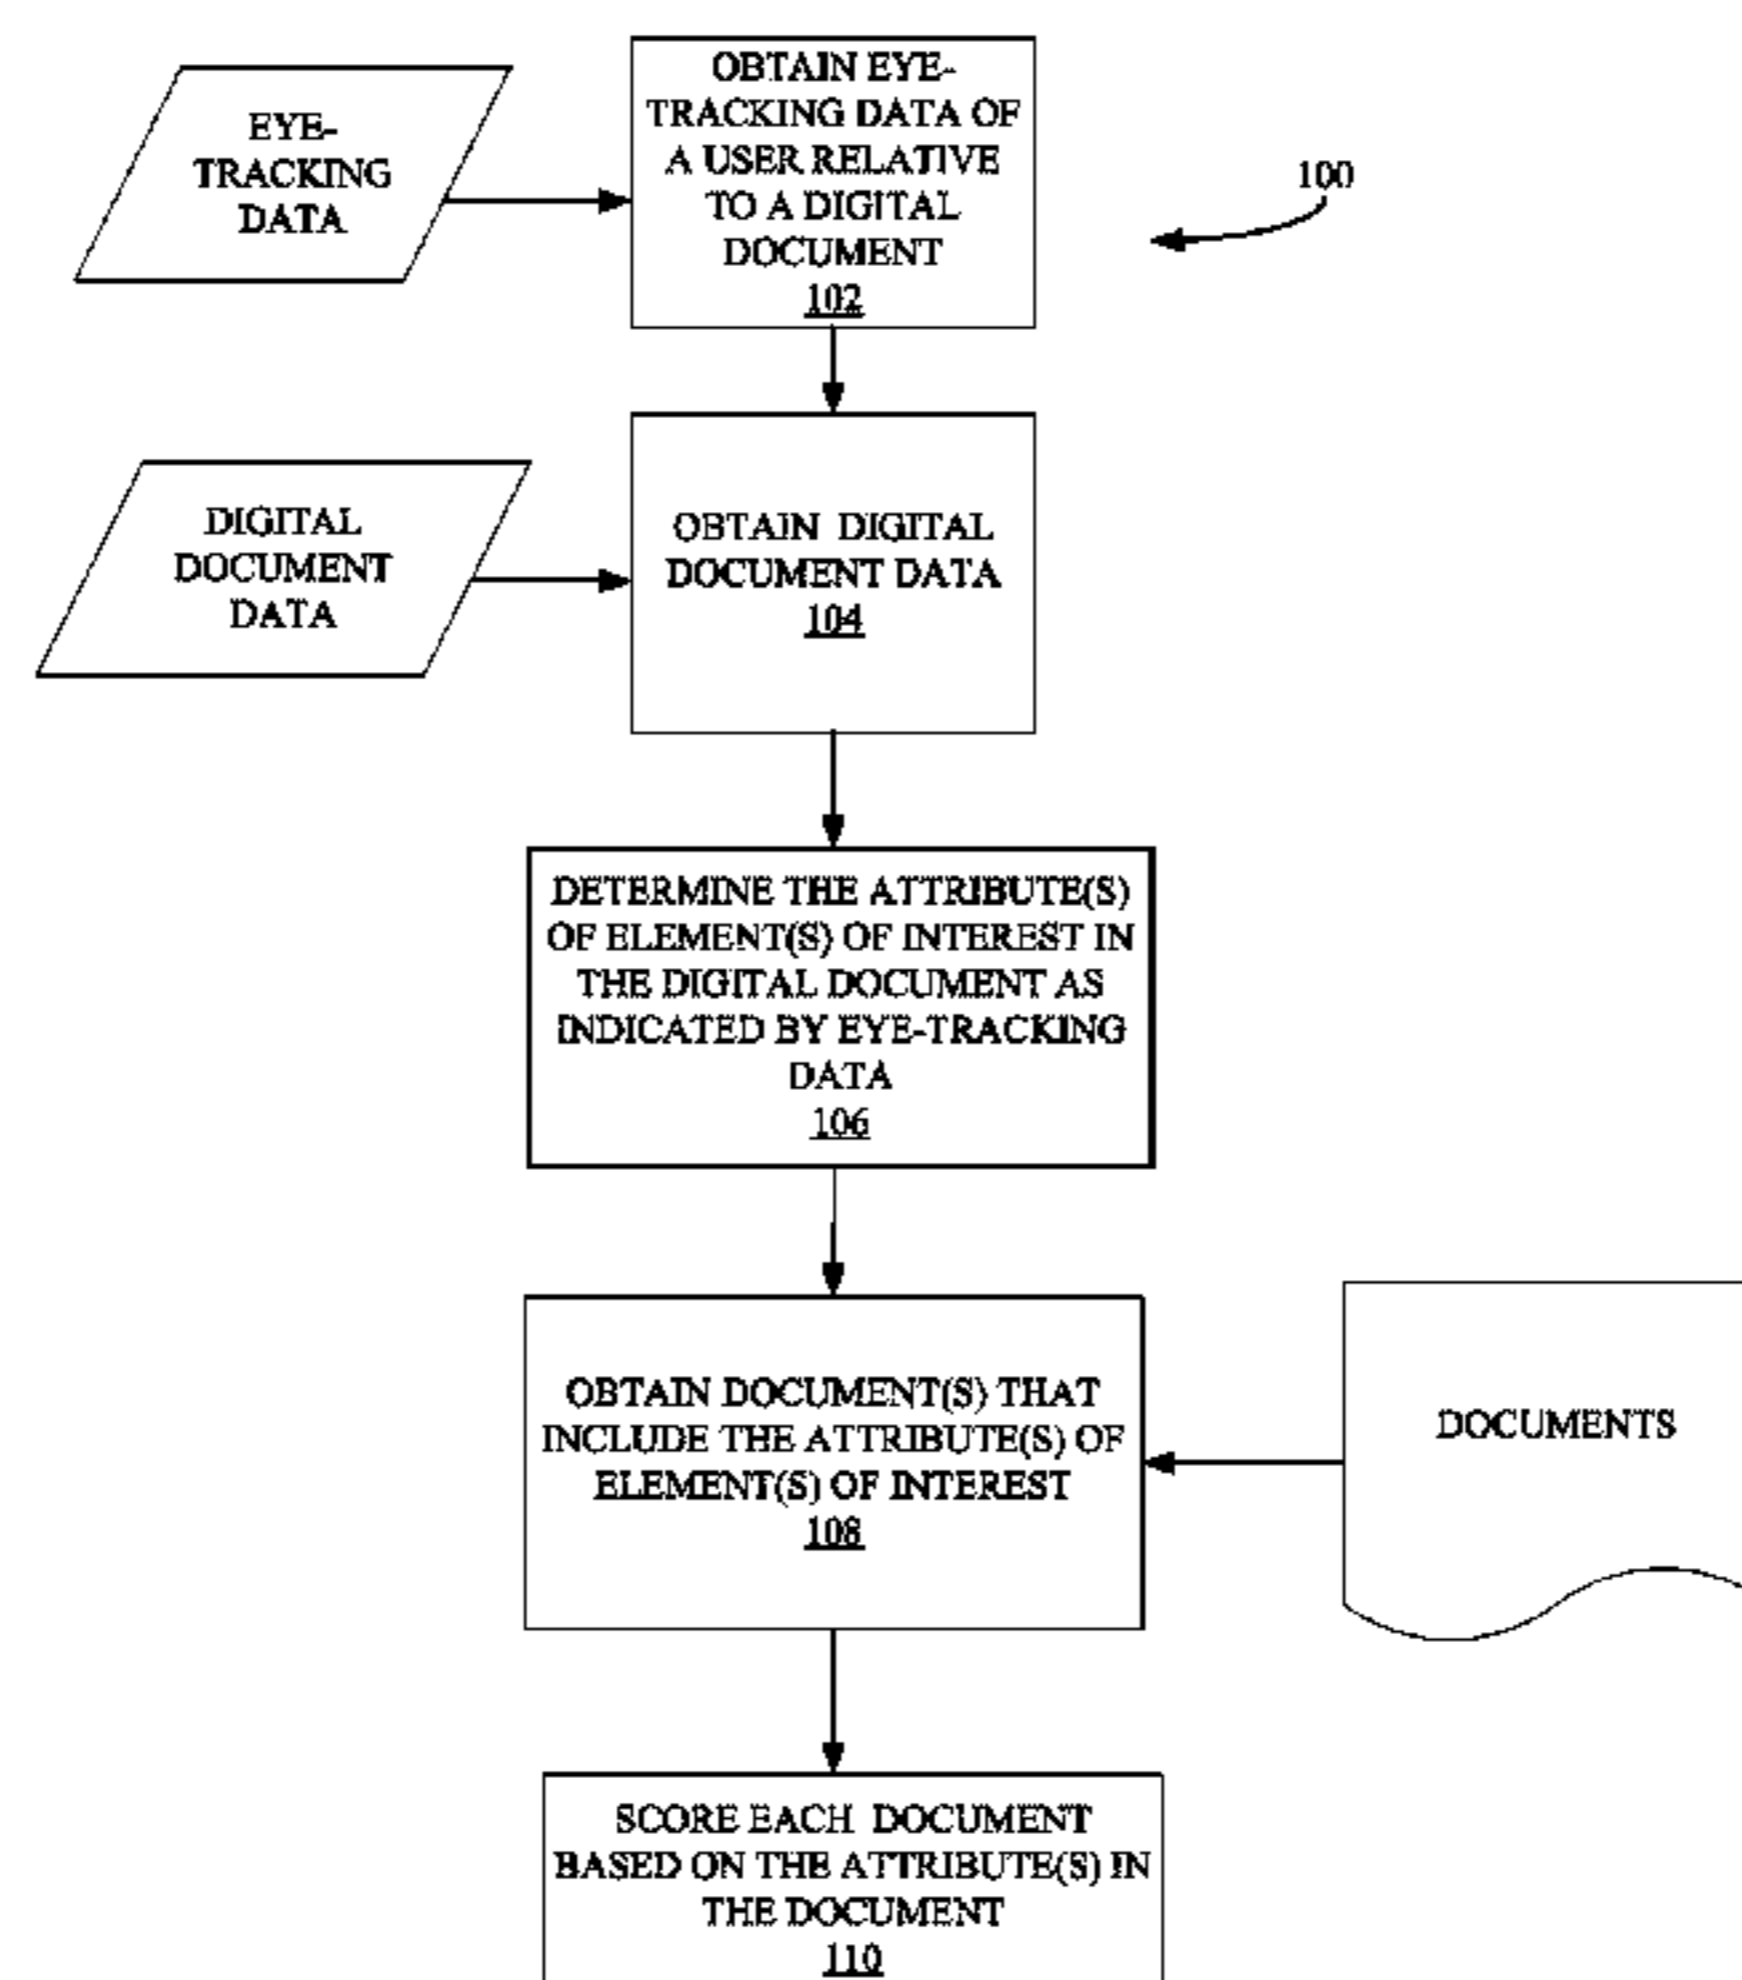 EYE-
TRACKING
DATA
OBTAIN EYE-
TRACKING DATA OF
A USER RELATIVE
TO A DIGITAL
DOCUMENT
102
100
DIGITAL
DOCUMENT
DATA
OBTAIN DIGITAL
DOCUMENT DATA
104
DETERMINE THE ATTRIBUTE(S)
OF ELEMENT(S) OF INTEREST IN
THE DIGITAL DOCUMENT AS
INDICATED BY EYE-TRACKING
DATA
106
OBTAIN DOCUMENT(S) THAT
INCLUDE THE ATTRIBUTE(S) OF
ELEMENT(S) OF INTEREST
108
DOCUMENTS
SCORE EACH DOCUMENT
BASED ON THE ATTRIBUTE(S) IN
THE DOCUMENT
110